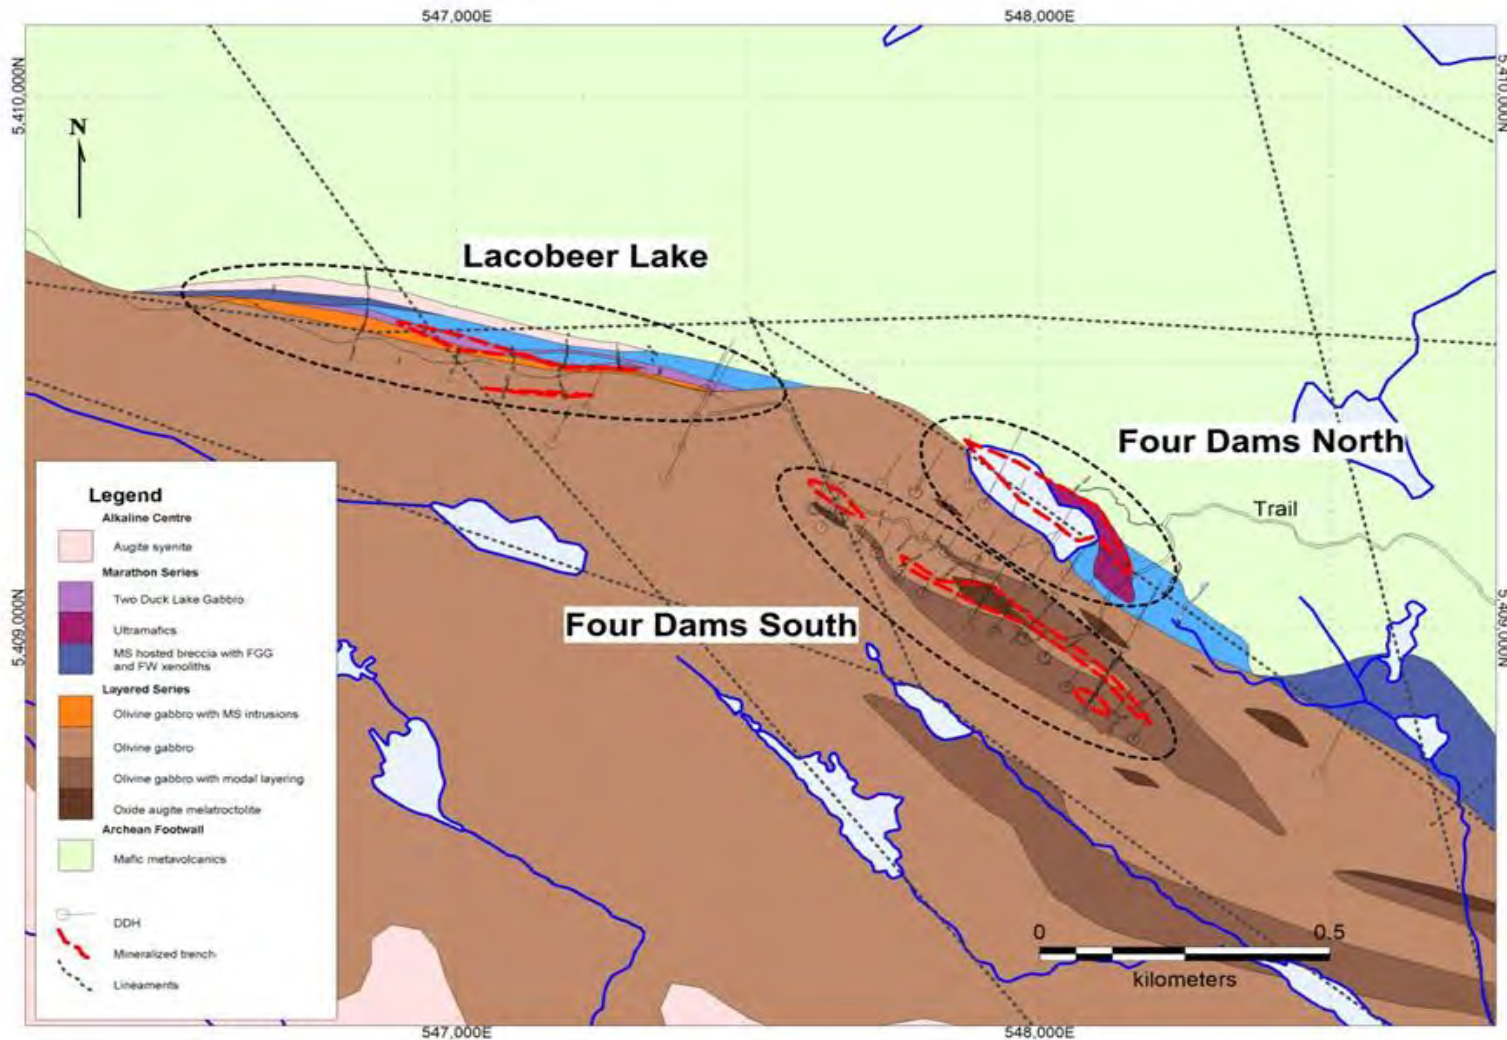 547,000E
548,000E
5,410,000N
5,410,000N
N
Lacobeer Lake
Four Dams North
Trail
Four Dams South
5,409,000N
5,409,000N
Legend
Alkaline Centre
Augite syenite
Marathon Series
Two Duck Lake Gabbro
Ultramafics
MS hosted breccia with FGG
and FW xenoliths
Layered Series
Olivine gabbro with MS intrusions
Olivine gabbro
Olivine gabbro with modal layering
Oxide augite melatroctolite
Archean Footwall
Mafic metavolcanics
DDH
Mineralized trench
Lineaments
0
0.5
kilometers
547,000E
548,000E